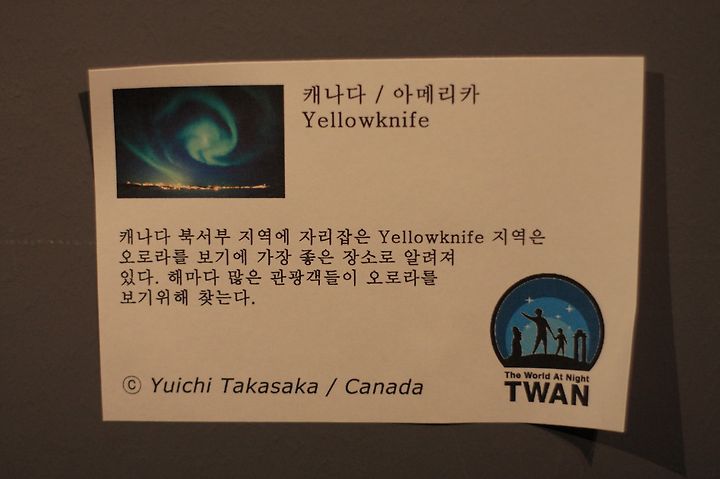 캐나다 / 아메리카
Yellowknife
캐나다 북서부 지역에 자리잡은 Yellowknife 지역은
오로라를 보기에 가장 좋은 장소로 알려져
있다. 해마다 많은 관광객들이 오로라를
보기위해 찾는다.
The World At Night
TWAN
ⓒ Yuichi Takasaka / Canada